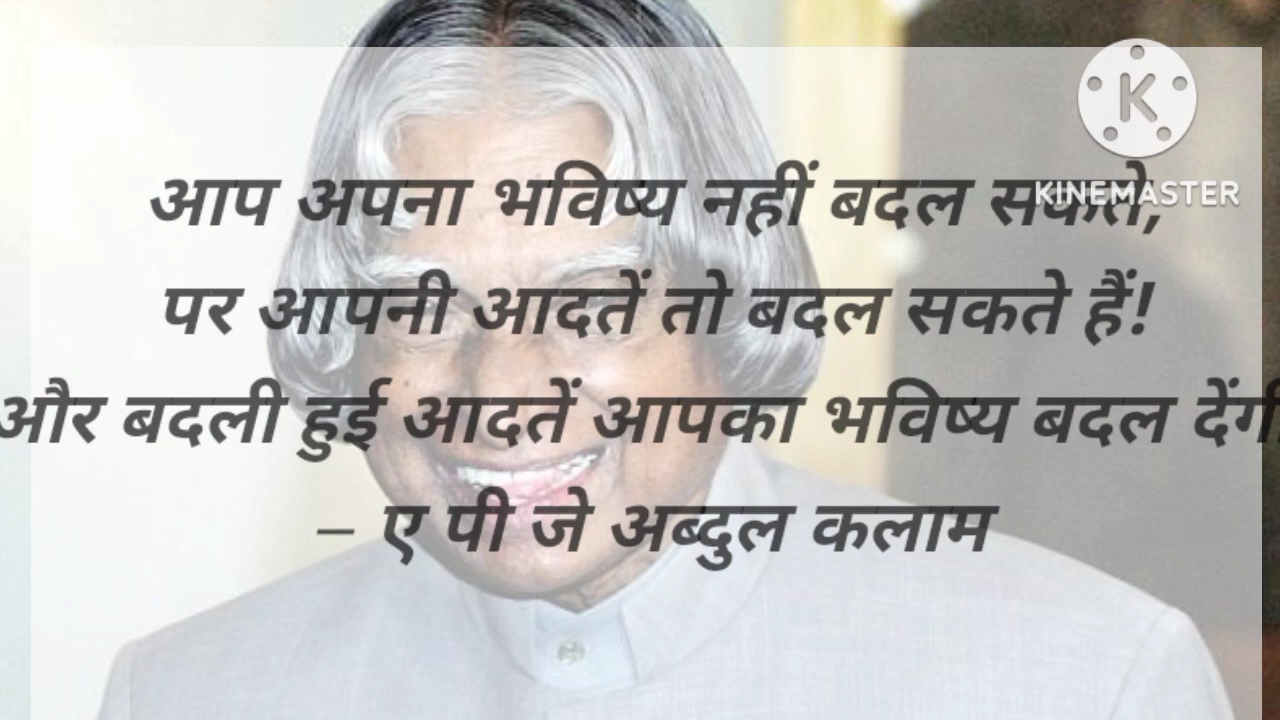 आप अपना भविष्य नहीं बदल सकते,
पर आपनी आदतें तो बदल सकते हैं!
और बदली हुई आदतें आपका भविष्य बदल देंगी
– ए पी जे अब्दुल कलाम
K
KINEMASTER